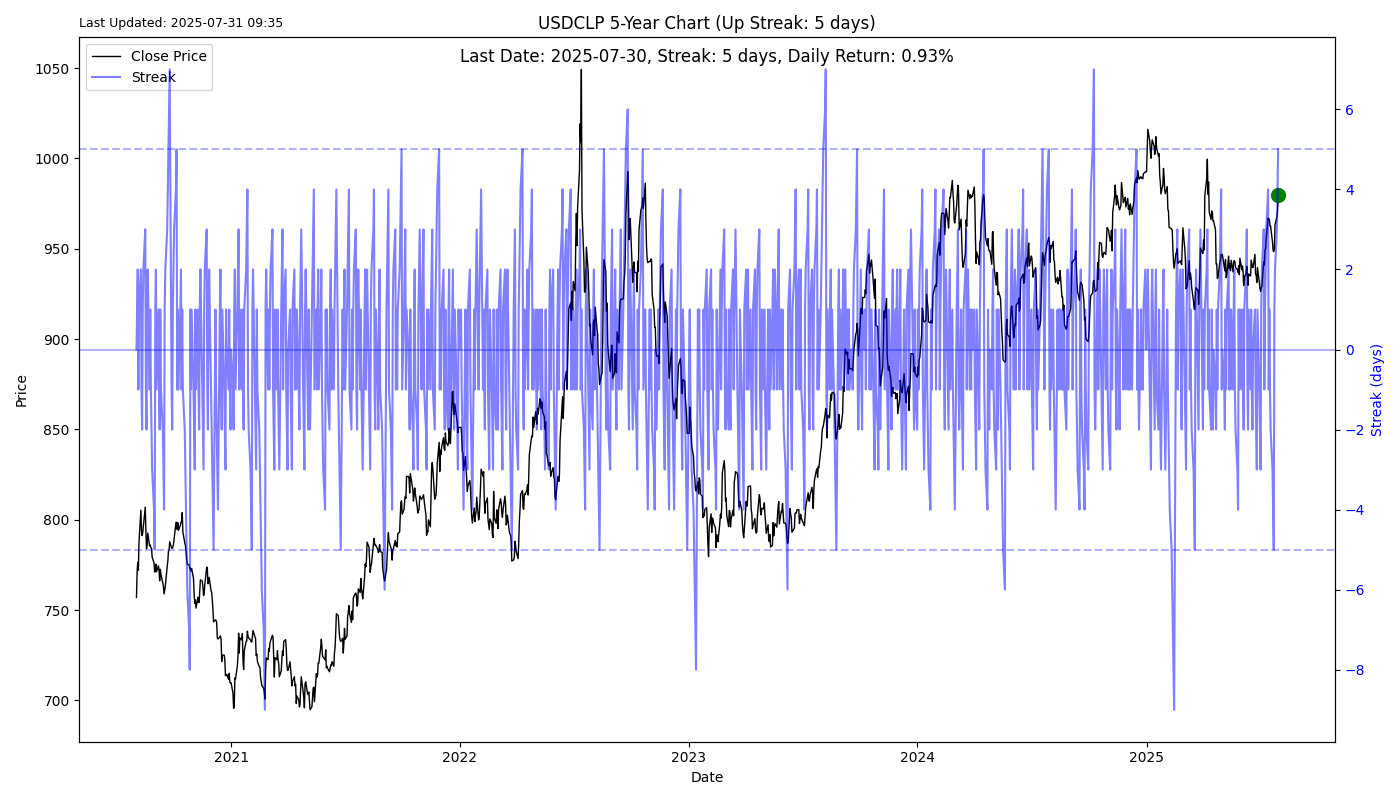 Last Updated: 2025-07-31 09:35
USDCLP 5-Year Chart (Up Streak: 5 days)
Last Date: 2025-07-30, Streak: 5 days, Daily Return: 0.93%
Close Price
Streak
1050
1000
950
900
850
800
750
700
Price
6
4
2
0
−2
−4
−6
−8
Streak (days)
2021
2022
2023
2024
2025
Date